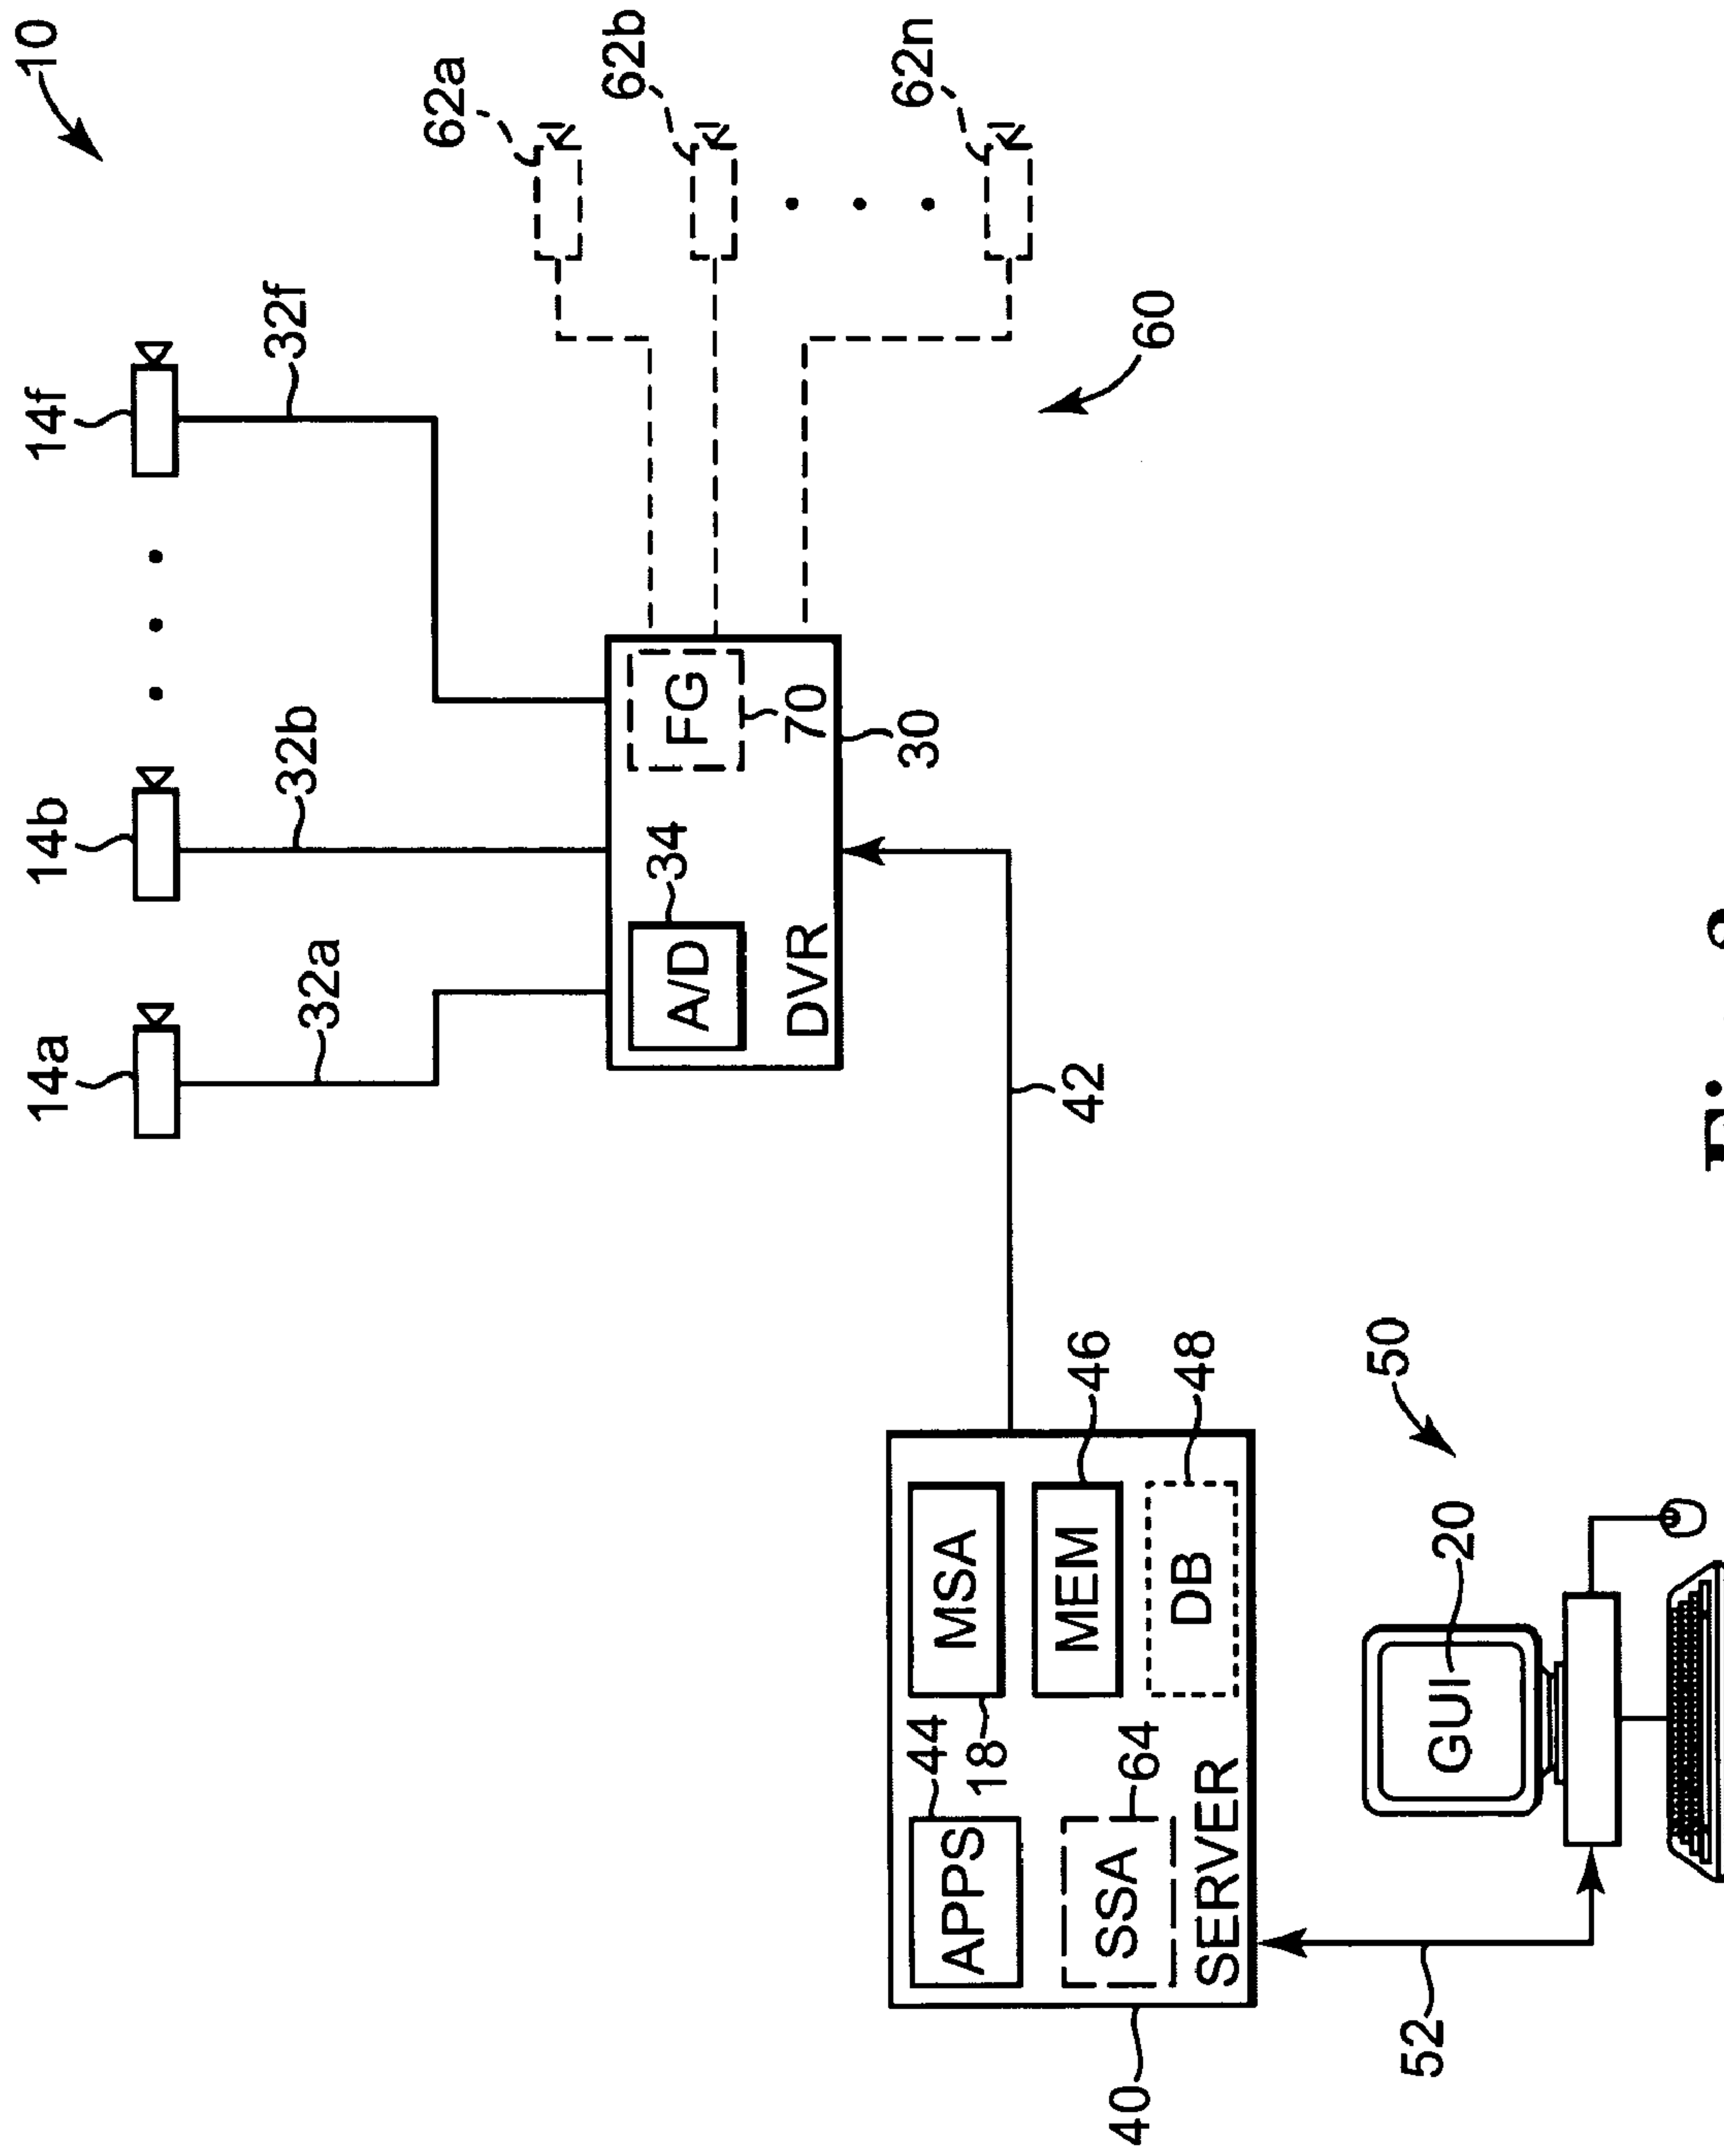 10
14a
14b
14f
32a
32b
32f
62a
62b
62n
A/D
34
FG
70
DVR
30
60
42
APPS
44
MSA
18
SSA
64
MEM
46
DB
48
SERVER
40
50
GUI
20
52